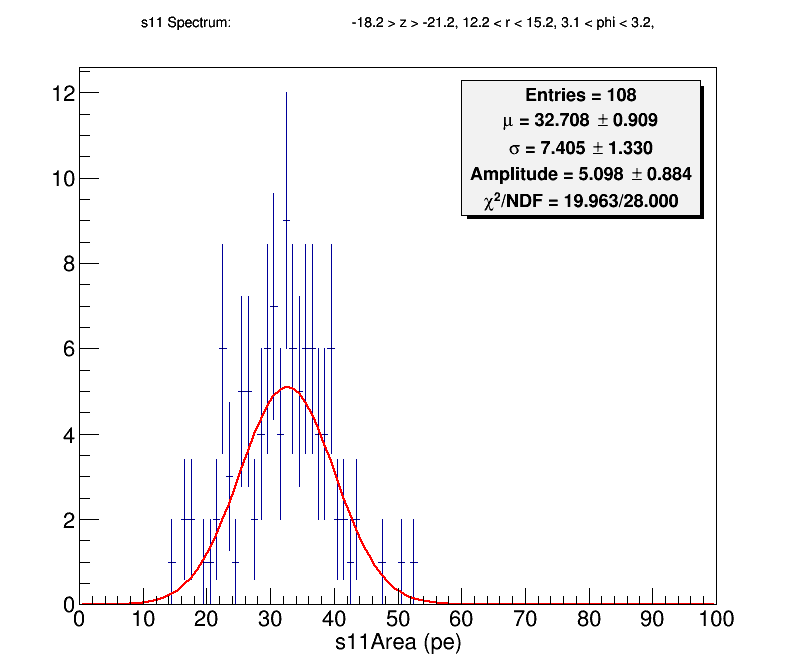 s11 Spectrum: -18.2 > z > -21.2, 12.2 < r < 15.2, 3.1 < phi < 3.2,
Entries = 108
μ = 32.708 ± 0.909
σ = 7.405 ± 1.330
Amplitude = 5.098 ± 0.884
χ²/NDF = 19.963/28.000
12
10
8
6
4
2
0
0 10 20 30 40 50 60 70 80 90 100
s11Area (pe)